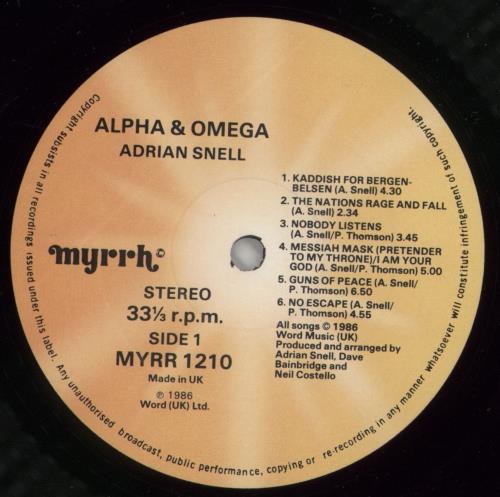 ALPHA & OMEGA
ADRIAN SNELL
myrrh©
STEREO
33⅓ r.p.m.
SIDE 1
MYRR 1210
Made in UK
℗ 1986
Word (UK) Ltd.
1. KADDISH FOR BERGEN-
BELSEN (A. Snell) 4.30
2. THE NATIONS RAGE AND FALL
(A. Snell) 2.34
3. NOBODY LISTENS
(A. Snell/P. Thomson) 3.45
4. MESSIAH MASK (PRETENDER
TO MY THRONE)/I AM YOUR
GOD (A. Snell/P. Thomson) 5.00
5. GUNS OF PEACE (A. Snell/
P. Thomson) 6.50
6. NO ESCAPE (A. Snell/
P. Thomson) 4.55
All songs © 1986
Word Music (UK)
Produced and arranged by
Adrian Snell, Dave
Bainbridge and
Neil Costello
Copyright subsists in all recordings issued under this label. Any unauthorised broadcast, public performance, copying or re-recording in any manner whatsoever will constitute infringement of such copyright.